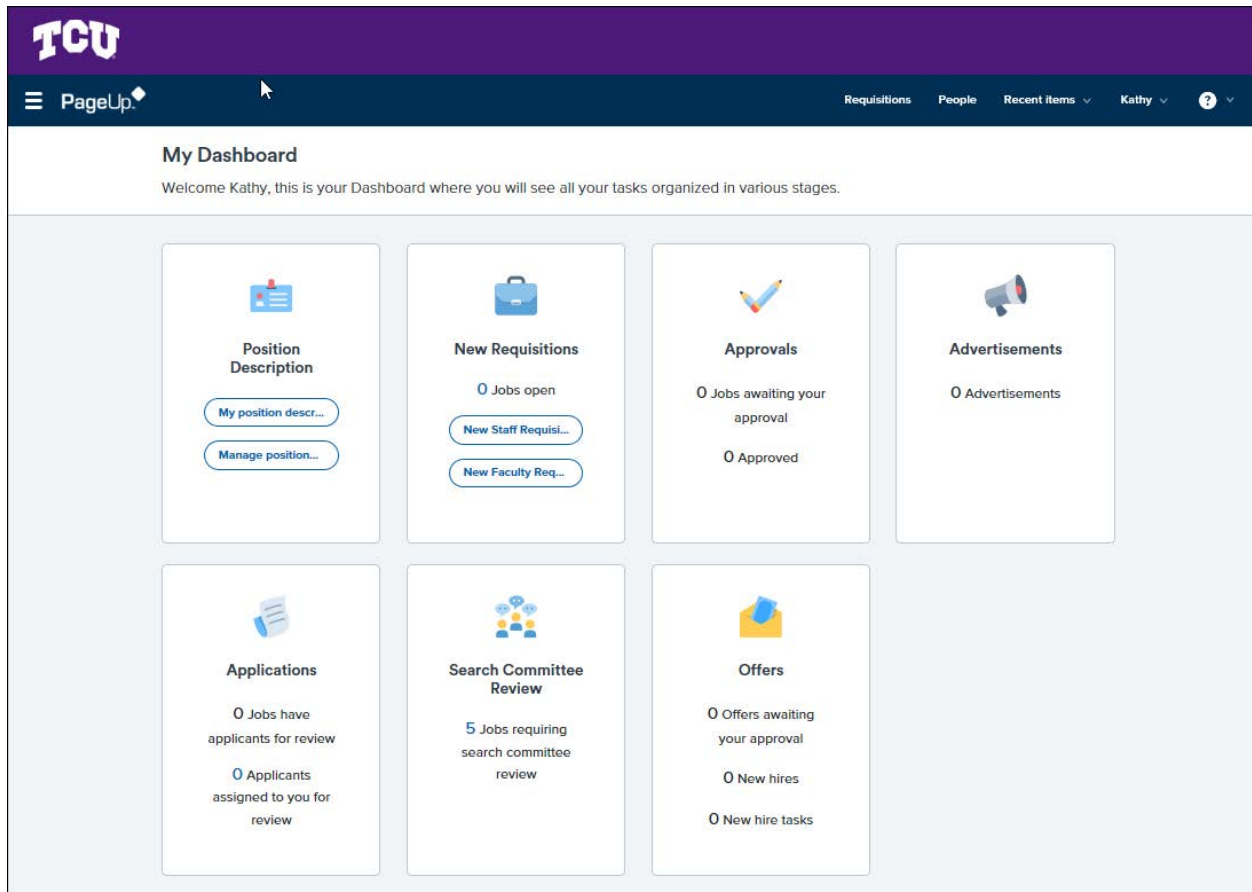 TCU
PageUp.
Requisitions People Recent items Kathy ?
My Dashboard
Welcome Kathy, this is your Dashboard where you will see all your tasks organized in various stages.
Position
Description
My position descr...
Manage position...
New Requisitions
0 Jobs open
New Staff Requisi...
New Faculty Req...
Approvals
0 Jobs awaiting your
approval
0 Approved
Advertisements
0 Advertisements
Applications
0 Jobs have
applicants for review
0 Applicants
assigned to you for
review
Search Committee
Review
5 Jobs requiring
search committee
review
Offers
0 Offers awaiting
your approval
0 New hires
0 New hire tasks